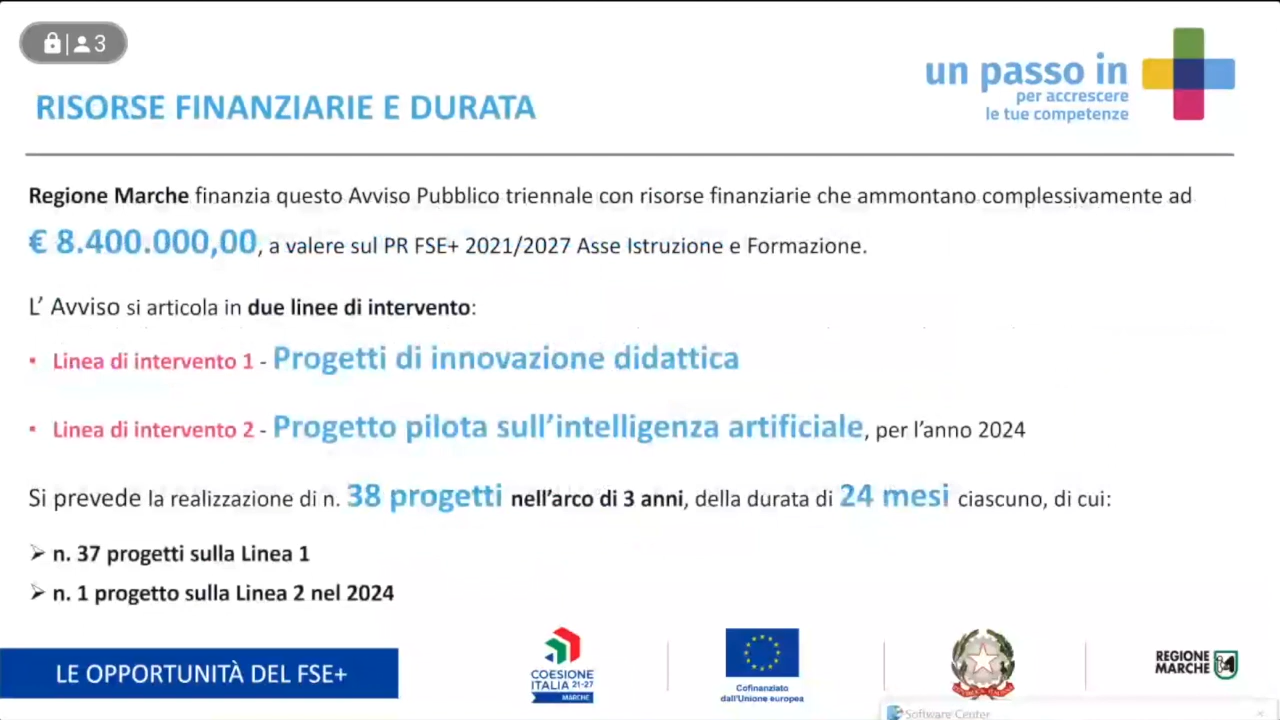 3
un passo in
per accrescere
le tue competenze
RISORSE FINANZIARIE E DURATA
Regione Marche finanzia questo Avviso Pubblico triennale con risorse finanziarie che ammontano complessivamente ad
€ 8.400.000,00, a valere sul PR FSE+ 2021/2027 Asse Istruzione e Formazione.
L’ Avviso si articola in due linee di intervento:
▪ Linea di intervento 1 - Progetti di innovazione didattica
▪ Linea di intervento 2 - Progetto pilota sull’intelligenza artificiale, per l’anno 2024
Si prevede la realizzazione di n. 38 progetti nell’arco di 3 anni, della durata di 24 mesi ciascuno, di cui:
➢ n. 37 progetti sulla Linea 1
➢ n. 1 progetto sulla Linea 2 nel 2024
LE OPPORTUNITÀ DEL FSE+
COESIONE
ITALIA 21-27
MARCHE
Cofinanziato
dall'Unione europea
REGIONE
MARCHE
Software Center